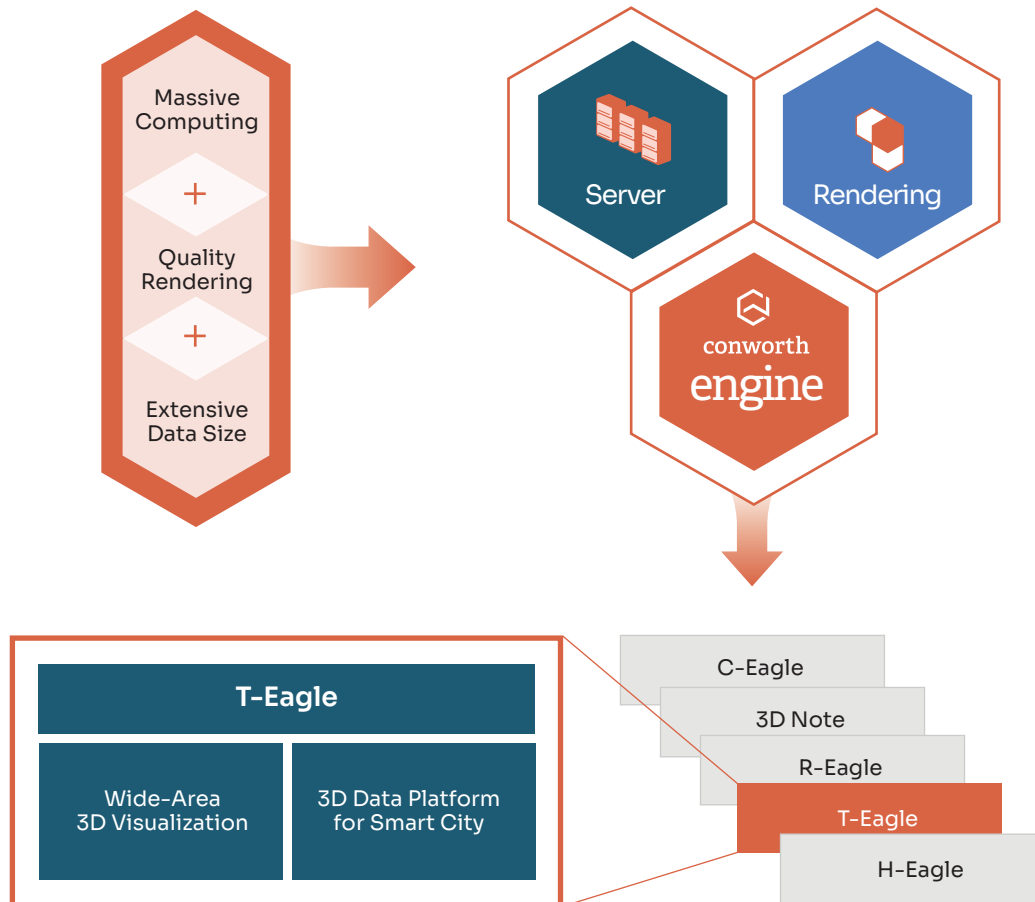 Massive
Computing
+
Quality
Rendering
+
Extensive
Data Size
Server
Rendering
conworth
engine
T-Eagle
Wide-Area
3D Visualization
3D Data Platform
for Smart City
C-Eagle
3D Note
R-Eagle
T-Eagle
H-Eagle